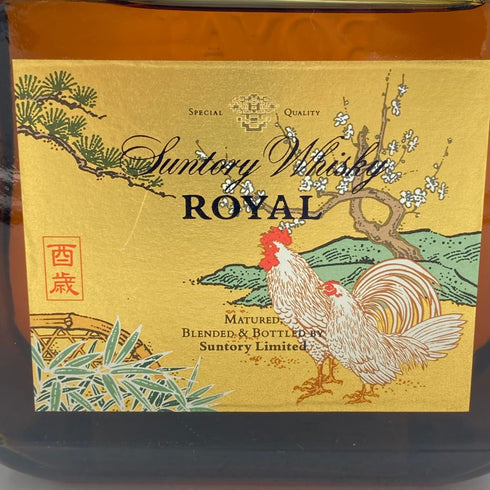 SPECIAL QUALITY
Suntory Whisky
ROYAL
酉歳
MATURED,
BLENDED & BOTTLED BY
Suntory Limited